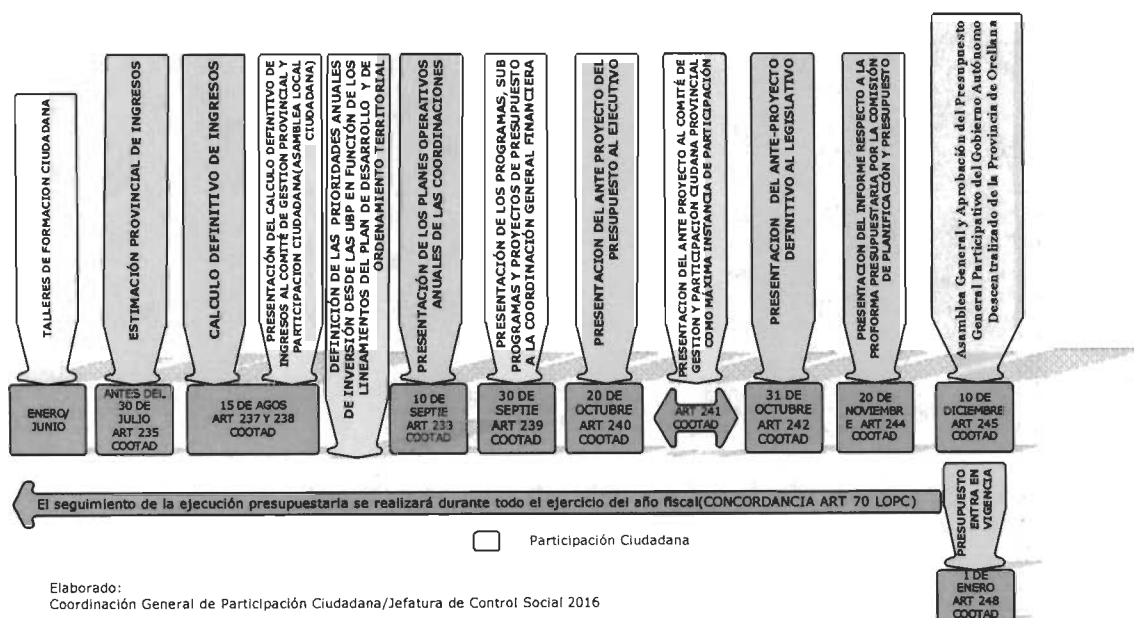 TALLERES DE FORMACION CIUDADANA
ENERO/
JUNIO
ESTIMACIÓN PROVINCIAL DE INGRESOS
ANTES DEL
30 DE
JULIO
ART 235
COOTAD
CALCULO DEFINITIVO DE INGRESOS
PRESENTACIÓN DEL CALCULO DEFINITIVO DE
INGRESOS AL COMITÉ DE GESTION PROVINCIAL Y
PARTICIPACION CIUDADANA(ASAMBLEA LOCAL
CIUDADANA)
15 DE AGOS
ART 237 Y 238
COOTAD
DEFINICIÓN DE LAS PRIORIDADES ANUALES
DE INVERSIÓN DESDE LAS UBP EN FUNCIÓN DE LOS
LINEAMIENTOS DEL PLAN DE DESARROLLO Y DE
ORDENAMIENTO TERRITORIAL
PRESENTACIÓN DE LOS PLANES OPERATIVOS
ANUALES DE LAS COORDINACIONES
10 DE
SEPTIE
ART 233
COOTAD
PRESENTACIÓN DE LOS PROGRAMAS, SUB
PROGRAMAS Y PROYECTOS DE PRESUPUESTO
A LA COORDINACIÓN GENERAL FINANCIERA
30 DE
SEPTIE
ART 239
COOTAD
PRESENTACION DEL ANTE PROYECTO DEL
PRESUPUESTO AL EJECUTIVO
20 DE
OCTUBRE
ART 240
COOTAD
PRESENTACION DEL ANTE PROYECTO AL COMITÉ DE
GESTION Y PARTICIPACIÓN CIUDANA PROVINCIAL
COMO MÁXIMA INSTANCIA DE PARTICIPACIÓN
ART 241
COOTAD
PRESENTACION DEL ANTE-PROYECTO
DEFINITIVO AL LEGISLATIVO
31 DE
OCTUBRE
ART 242
COOTAD
PRESENTACION DEL INFORME RESPECTO A LA
PROFORMA PRESUPUESTARIA POR LA COMISIÓN
DE PLANIFICACIÓN Y PRESUPUESTO
20 DE
NOVIEMBR
E ART 244
COOTAD
Asamblea General y Aprobación del Presupuesto
General Participativo del Gobierno Autónomo
Descentralizado de la Provincia de Orellana
10 DE
DICIEMBRE
ART 245
COOTAD
El seguimiento de la ejecución presupuestaria se realizará durante todo el ejercicio del año fiscal(CONCORDANCIA ART 70 LOPC)
PRESUPUESTO
ENTRA EN
VIGENCIA
1 DE
ENERO
ART 248
COOTAD
Participación Ciudadana
Elaborado:
Coordinación General de Participación Ciudadana/Jefatura de Control Social 2016